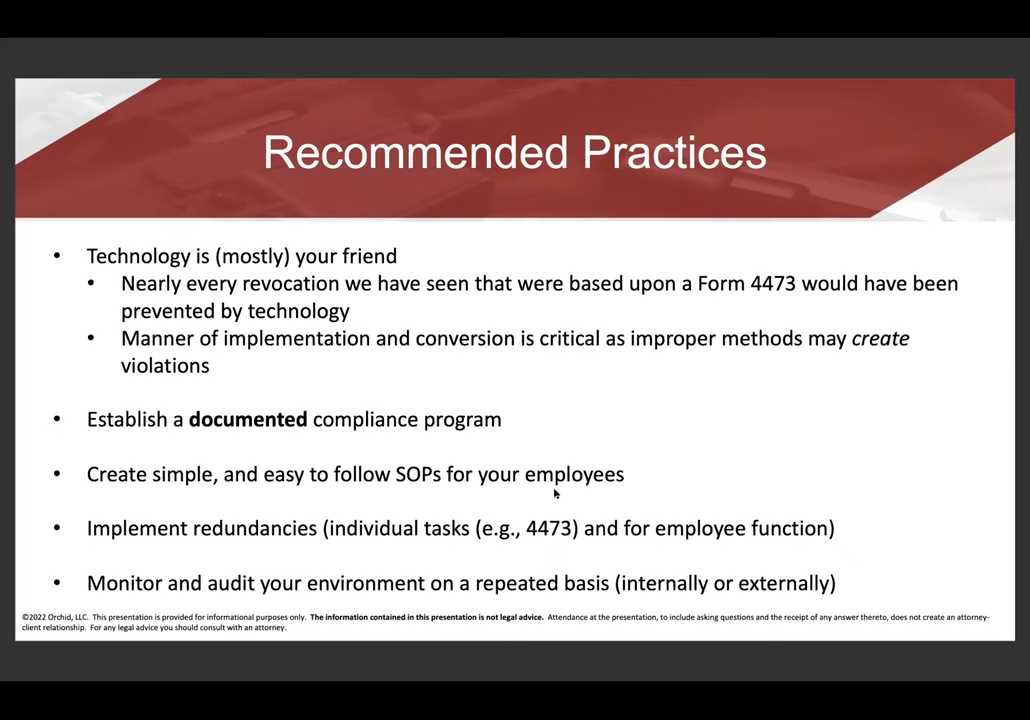 Recommended Practices
• Technology is (mostly) your friend
• Nearly every revocation we have seen that were based upon a Form 4473 would have been
prevented by technology
• Manner of implementation and conversion is critical as improper methods may create
violations
• Establish a documented compliance program
• Create simple, and easy to follow SOPs for your employees
• Implement redundancies (individual tasks (e.g., 4473) and for employee function)
• Monitor and audit your environment on a repeated basis (internally or externally)
©2022 Orchid, LLC. This presentation is provided for informational purposes only. The information contained in this presentation is not legal advice. Attendance at the presentation, to include asking questions and the receipt of any answer thereto, does not create an attorney-
client relationship. For any legal advice you should consult with an attorney.